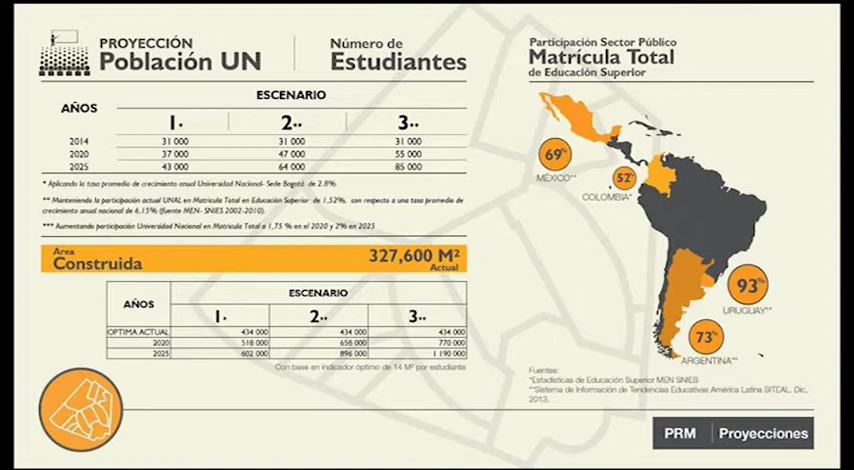 PROYECCIÓN
Población UN
Número de
Estudiantes
AÑOS
ESCENARIO
1* 2** 3**
2014 31 000 31 000 31 000
2020 37 000 47 000 55 000
2025 43 000 64 000 85 000
* Aplicando la tasa promedio de crecimiento anual Universidad Nacional- Sede Bogotá de 2.8%
** Manteniendo la participación actual UNAL en Matricula Total en Educación Superior de 1,52%, con respecto a una tasa promedio de
crecimiento anual nacional de 6,15% (fuente MEN- SNIES 2002-2010).
*** Aumentando participación Universidad Nacional en Matricula Total a 1,75 % en el 2020 y 2% en 2025
Area
Construida
327,600 M²
Actual
AÑOS
ESCENARIO
1* 2** 3**
OPTIMA ACTUAL 434 000 434 000 434 000
2020 518 000 658 000 770 000
2025 602 000 896 000 1 190 000
Con base en indicador óptimo de 14 M² por estudiante
Participación Sector Público
Matrícula Total
de Educación Superior
69%
MÉXICO**
52%
COLOMBIA*
93%
URUGUAY**
73%
ARGENTINA**
Fuentes:
*Estadísticas de Educación Superior MEN SNIES
**Sistema de Información de Tendencias Educativas América Latina SITEAL, Dic.,
2013.
PRM Proyecciones